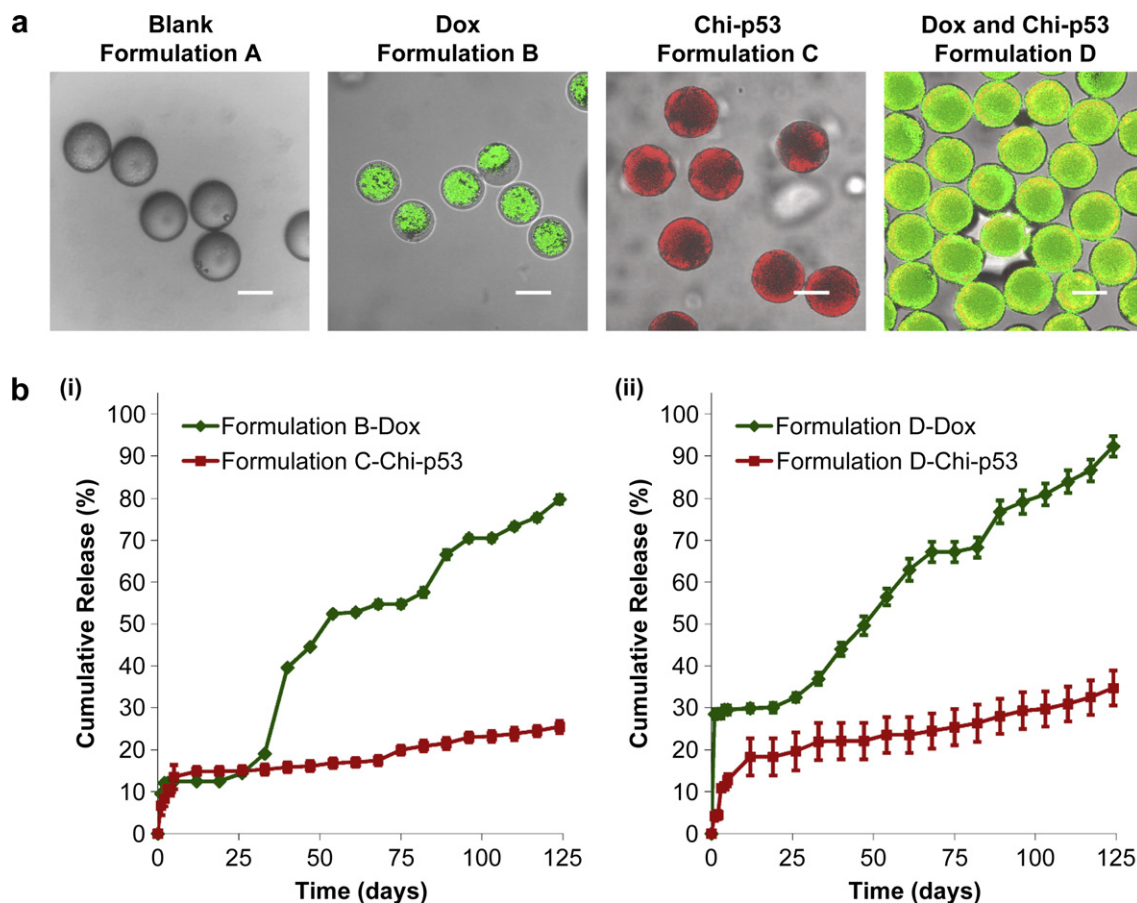 a
Blank
Formulation A
Dox
Formulation B
Chi-p53
Formulation C
Dox and Chi-p53
Formulation D
b
(i)
Formulation B-Dox
Formulation C-Chi-p53
Cumulative Release (%)
100
90
80
70
60
50
40
30
20
10
0
0
25
50
75
100
125
Time (days)
(ii)
Formulation D-Dox
Formulation D-Chi-p53
Cumulative Release (%)
100
90
80
70
60
50
40
30
20
10
0
0
25
50
75
100
125
Time (days)